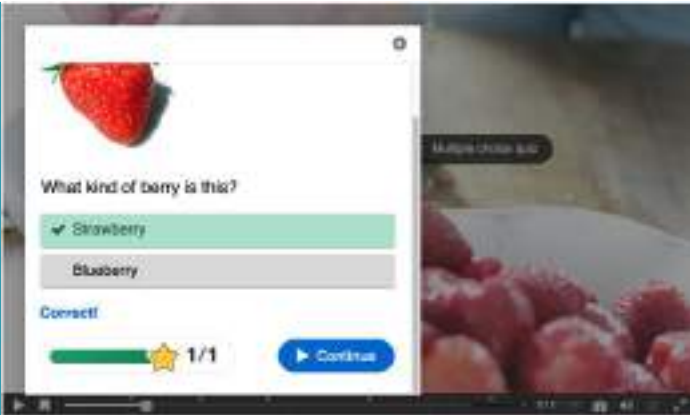 What kind of berry is this?
Strawberry
Blueberry
Correct!
1/1
Continue
Multiple choice quiz